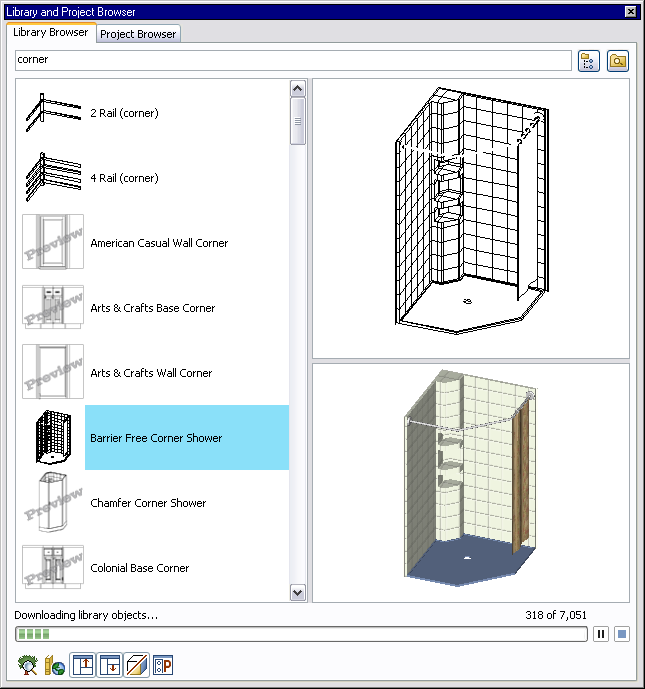 Library and Project Browser
Library Browser
Project Browser
corner
2 Rail (corner)
4 Rail (corner)
Preview
American Casual Wall Corner
Preview
Arts & Crafts Base Corner
Preview
Arts & Crafts Wall Corner
Barrier Free Corner Shower
Preview
Chamfer Corner Shower
Preview
Colonial Base Corner
Downloading library objects...
318 of 7,051
P